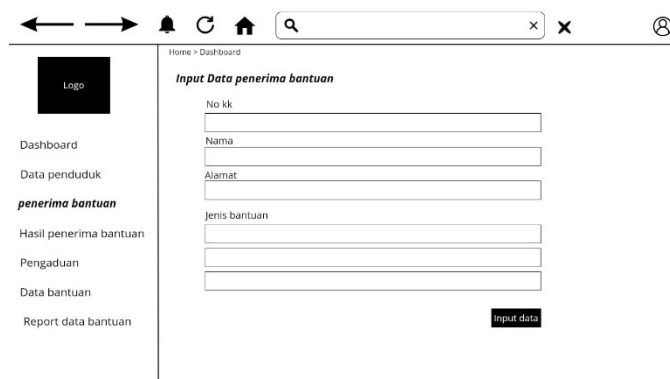 Home > Dashboard
Logo
Input Data penerima bantuan
No kk
Nama
Alamat
Jenis bantuan
Input data
Dashboard
Data penduduk
penerima bantuan
Hasil penerima bantuan
Pengaduan
Data bantuan
Report data bantuan